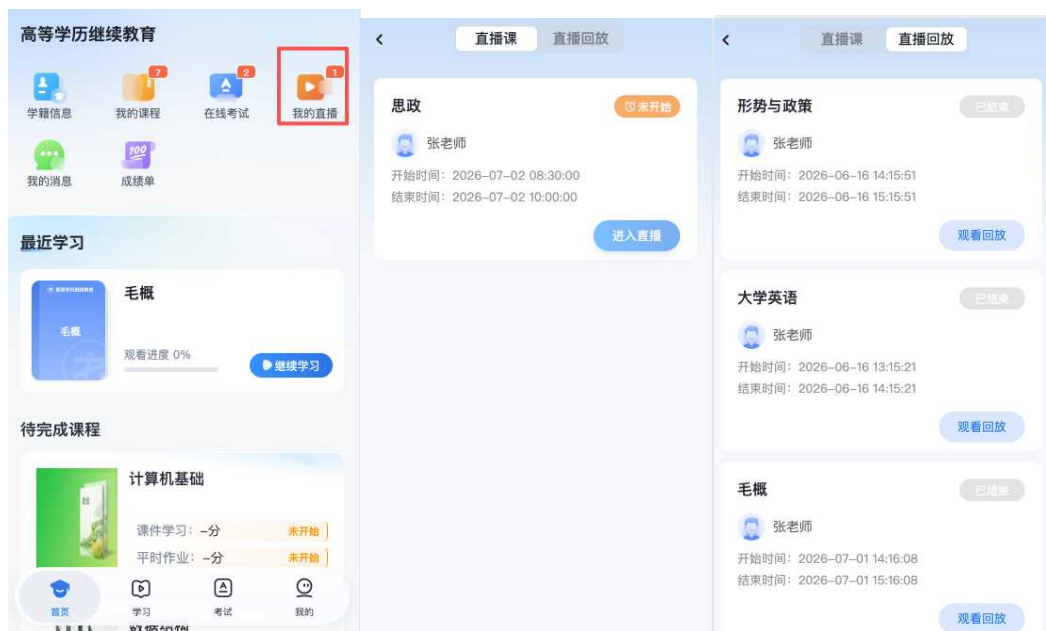 高等学历继续教育
7
2
1
学籍信息
我的课程
在线考试
我的直播
100
我的消息
成绩单
最近学习
毛概
毛概
观看进度 0%
继续学习
待完成课程
计算机基础
课件学习：-分
未开始
平时作业：-分
未开始
首页
学习
考试
我的
直播课
直播回放
思政
未开始
张老师
开始时间：2026-07-02 08:30:00
结束时间：2026-07-02 10:00:00
进入直播
直播课
直播回放
形势与政策
已结束
张老师
开始时间：2026-06-16 14:15:51
结束时间：2026-06-16 15:15:51
观看回放
大学英语
已结束
张老师
开始时间：2026-06-16 13:15:21
结束时间：2026-06-16 14:15:21
观看回放
毛概
已结束
张老师
开始时间：2026-07-01 14:16:08
结束时间：2026-07-01 15:16:08
观看回放